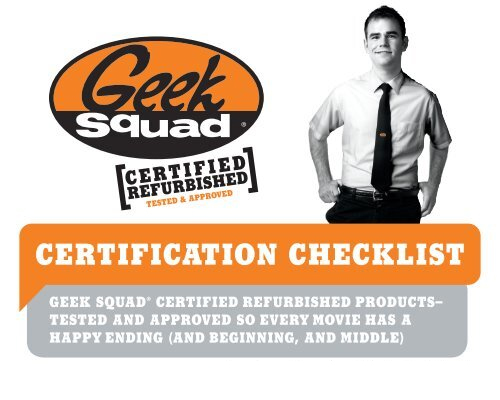 Geek
Squad®
CERTIFIED
REFURBISHED
TESTED & APPROVED
CERTIFICATION CHECKLIST
GEEK SQUAD® CERTIFIED REFURBISHED PRODUCTS–
TESTED AND APPROVED SO EVERY MOVIE HAS A
HAPPY ENDING (AND BEGINNING, AND MIDDLE)